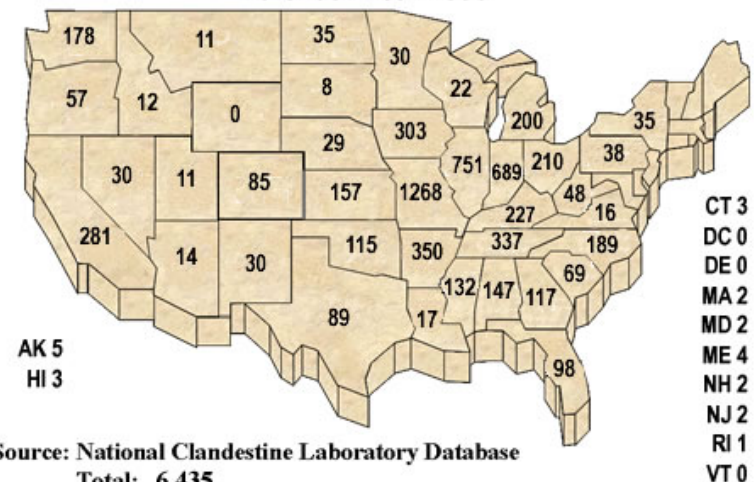 178
11
35
30
57
12
0
8
22
200
35
303
29
751
689
210
38
30
11
85
157
1268
48
16
227
281
14
30
115
350
337
189
69
132
147
117
89
17
98
AK 5
HI 3
CT 3
DC 0
DE 0
MA 2
MD 2
ME 4
NH 2
NJ 2
RI 1
VT 0
Source: National Clandestine Laboratory Database
Total: 6,435